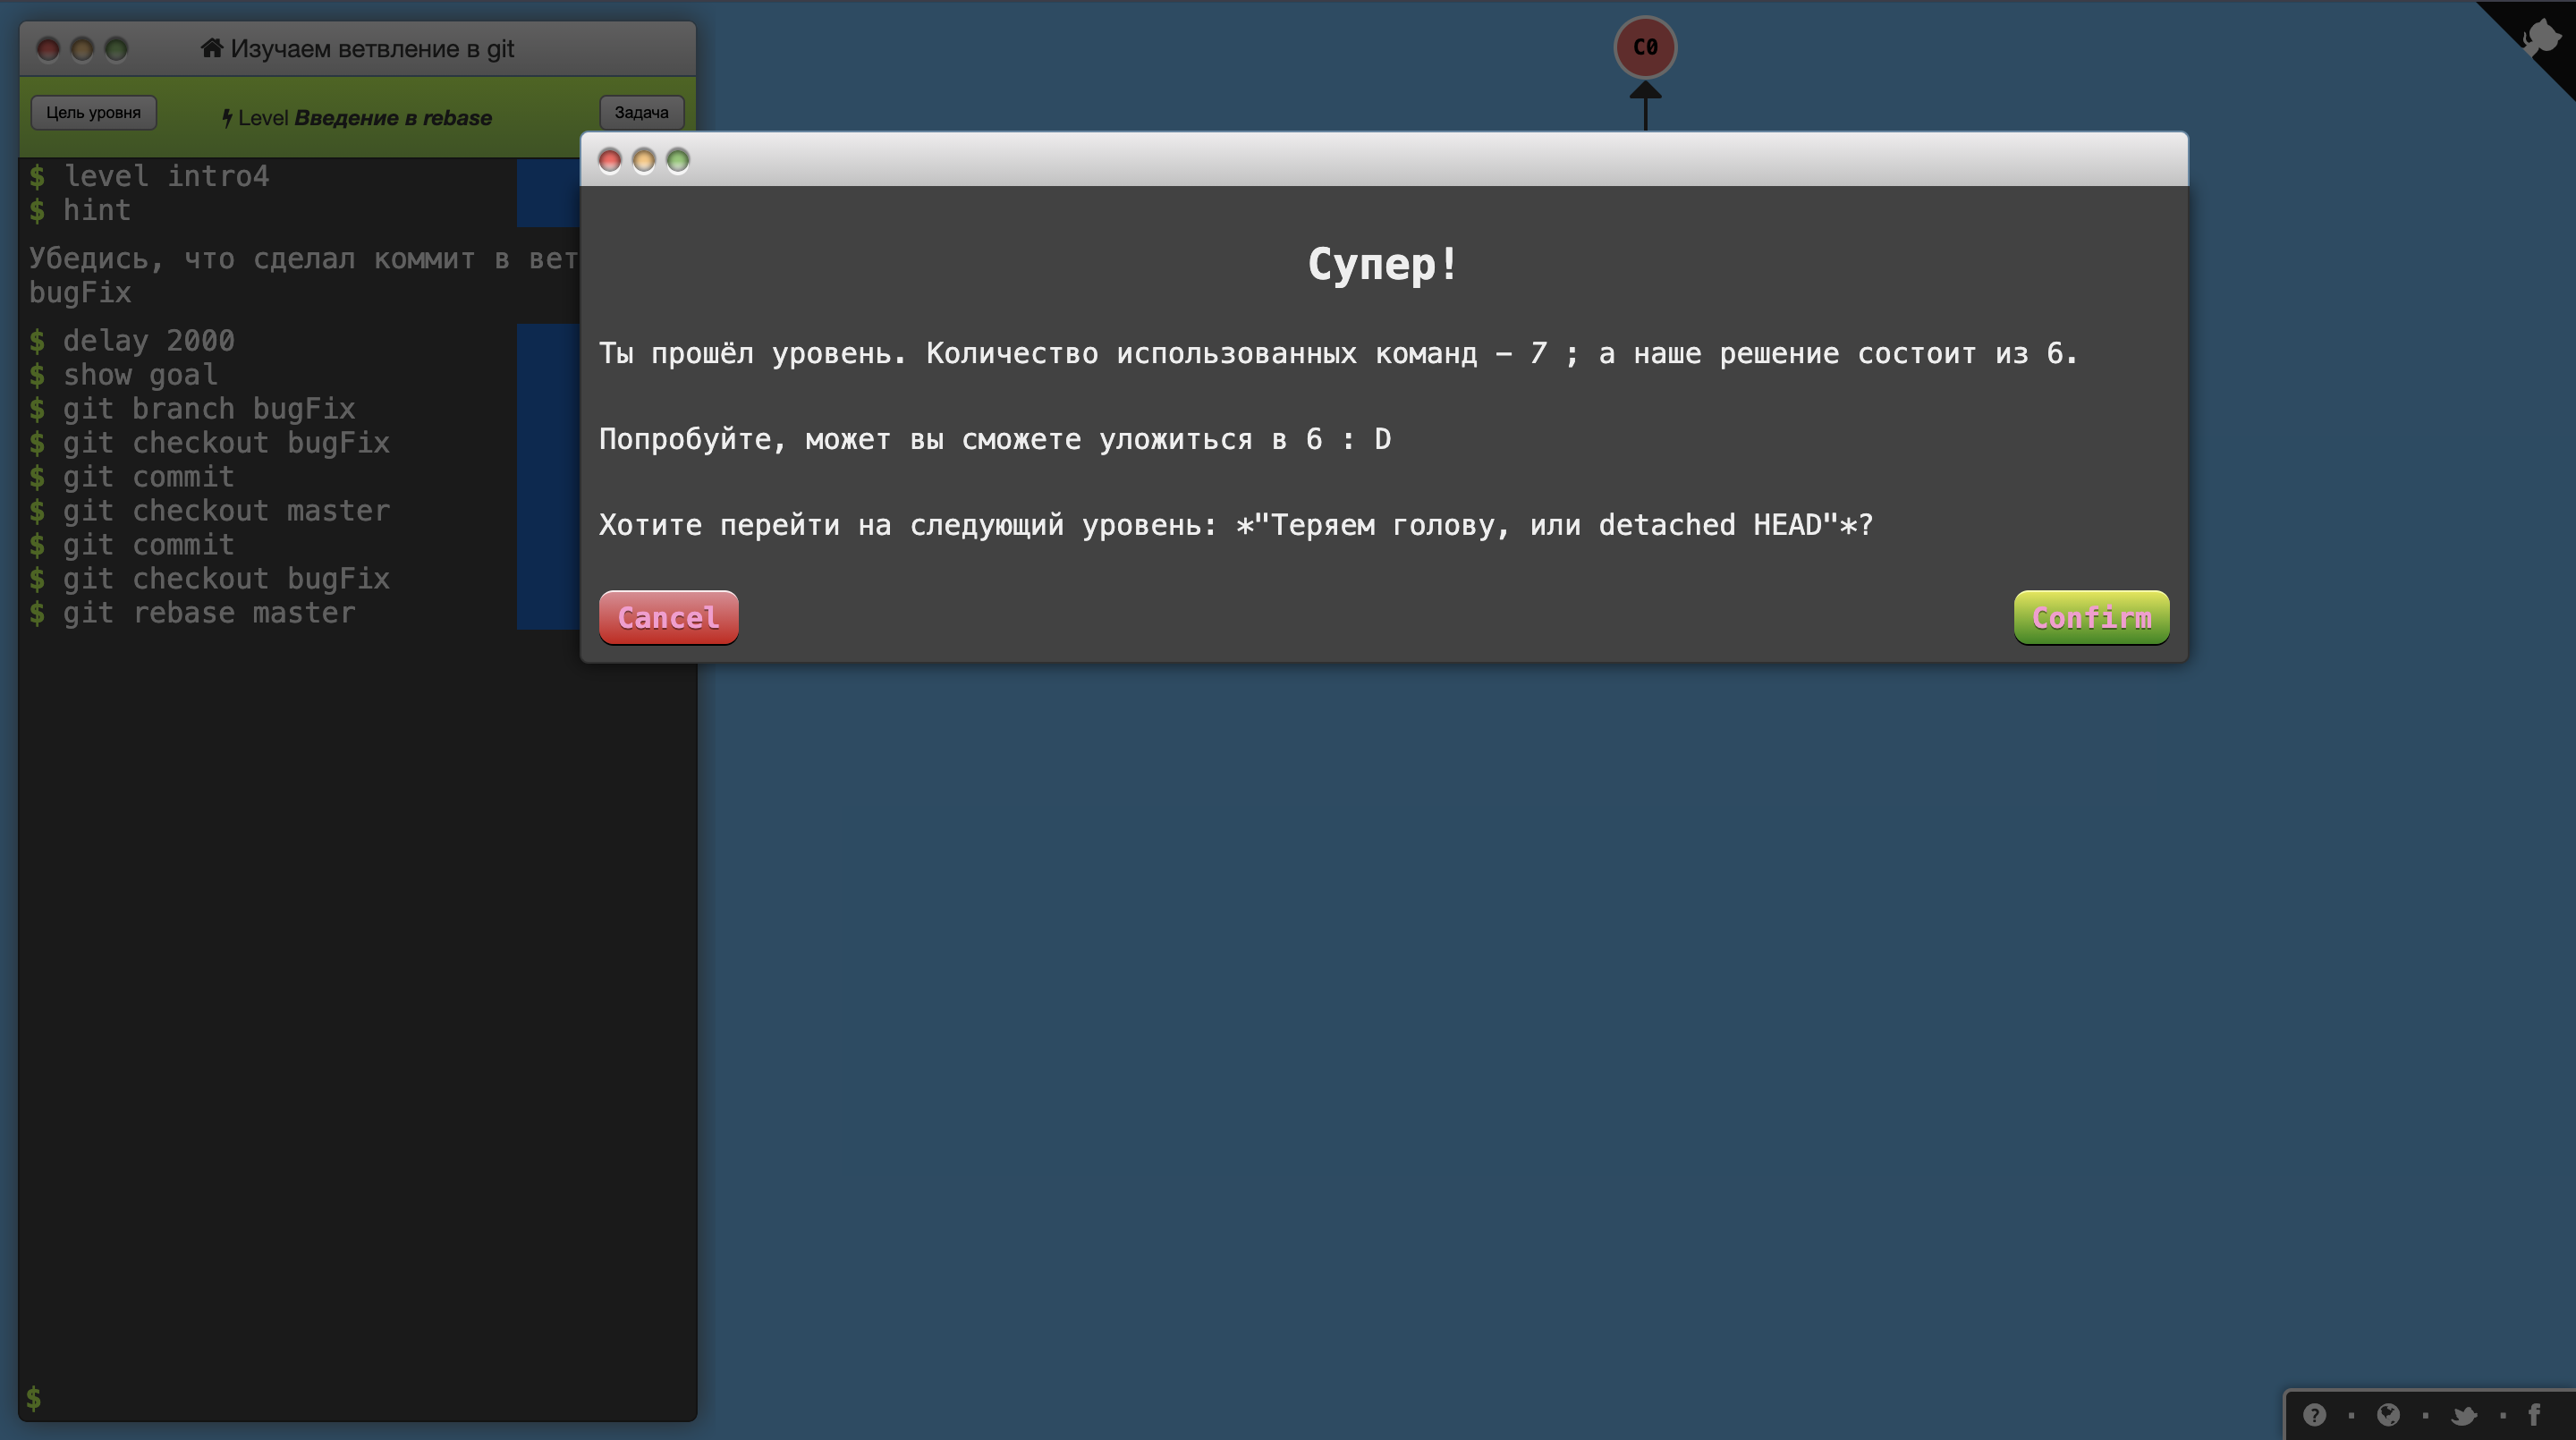 Изучаем ветвление в git
Цель уровня
Level Введение в rebase
Задача
$ level intro4
$ hint
Убедись, что сделал коммит в вет
bugFix
$ delay 2000
$ show goal
$ git branch bugFix
$ git checkout bugFix
$ git commit
$ git checkout master
$ git commit
$ git checkout bugFix
$ git rebase master
$
C0
Супер!
Ты прошёл уровень. Количество использованных команд – 7 ; а наше решение состоит из 6.
Попробуйте, может вы сможете уложиться в 6 : D
Хотите перейти на следующий уровень: *"Теряем голову, или detached HEAD"*?
Cancel
Confirm